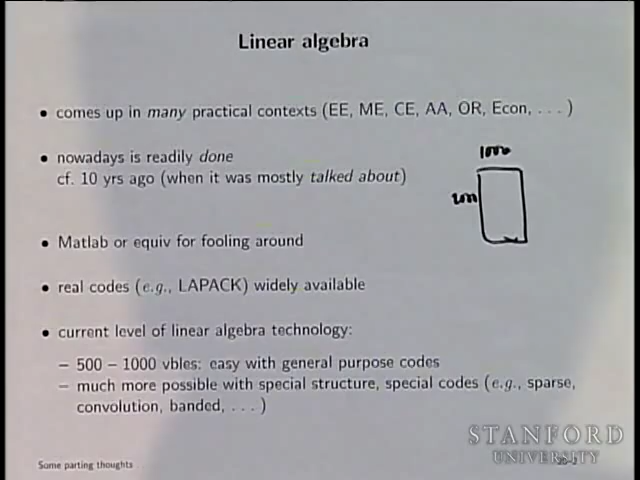 Linear algebra
• comes up in many practical contexts (EE, ME, CE, AA, OR, Econ, . . . )
• nowadays is readily done
cf. 10 yrs ago (when it was mostly talked about)
1000
• Matlab or equiv for fooling around
• real codes (e.g., LAPACK) widely available
• current level of linear algebra technology:
– 500 – 1000 vbles: easy with general purpose codes
– much more possible with special structure, special codes (e.g., sparse,
convolution, banded, . . . )
Some parting thoughts
STANFORD
UNIVERSITY